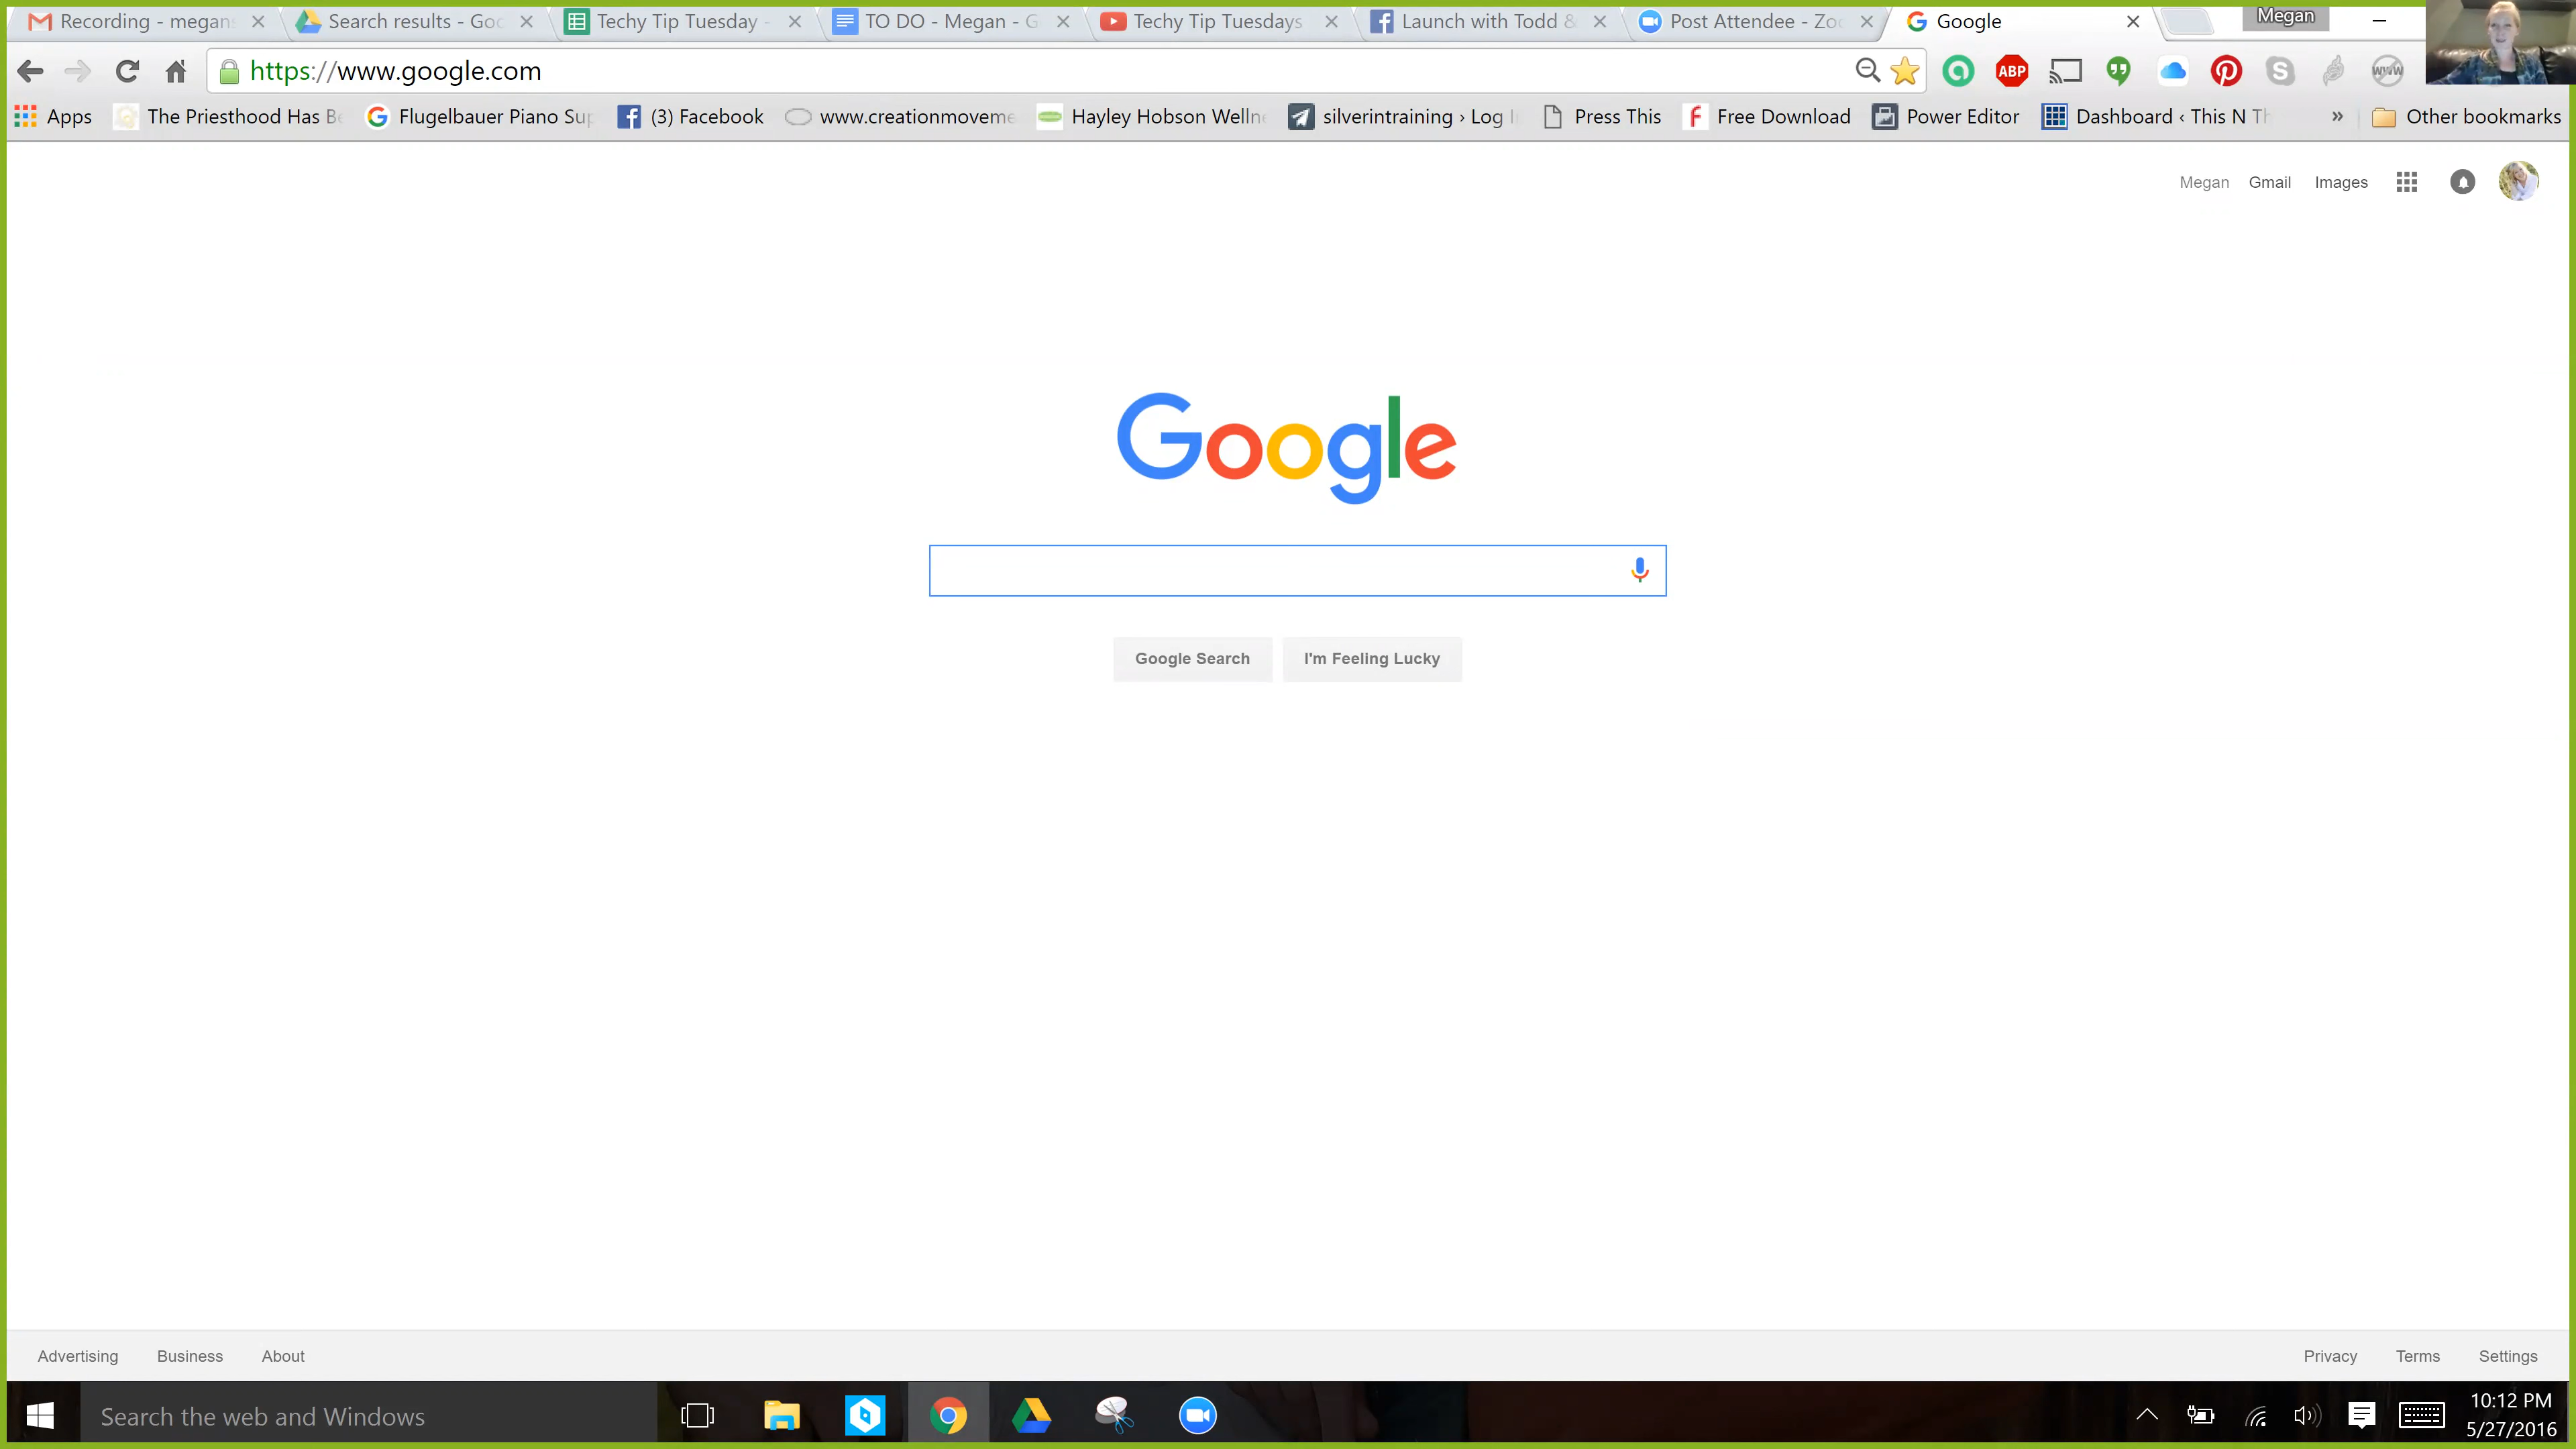 Recording - megans
Search results - Goo
Techy Tip Tuesday -
TO DO - Megan - G
Techy Tip Tuesdays
Launch with Todd &
Post Attendee - Zoo
Google
Megan
https://www.google.com
ABP
WWW
Apps
The Priesthood Has Be
Flugelbauer Piano Sup
(3) Facebook
www.creationmoveme
Hayley Hobson Wellne
silverintraining › Log I
Press This
Free Download
Power Editor
Dashboard ‹ This N Th
»
Other bookmarks
Megan
Gmail
Images
Google
Google Search
I'm Feeling Lucky
Advertising
Business
About
Privacy
Terms
Settings
Search the web and Windows
10:12 PM
5/27/2016